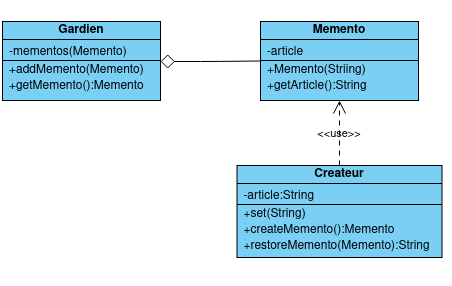 Gardien
-mementos(Memento)
+addMemento(Memento)
+getMemento():Memento
Memento
-article
+Memento(Striing)
+getArticle():String
<<use>>
Createur
-article:String
+set(String)
+createMemento():Memento
+restoreMemento(Memento):String